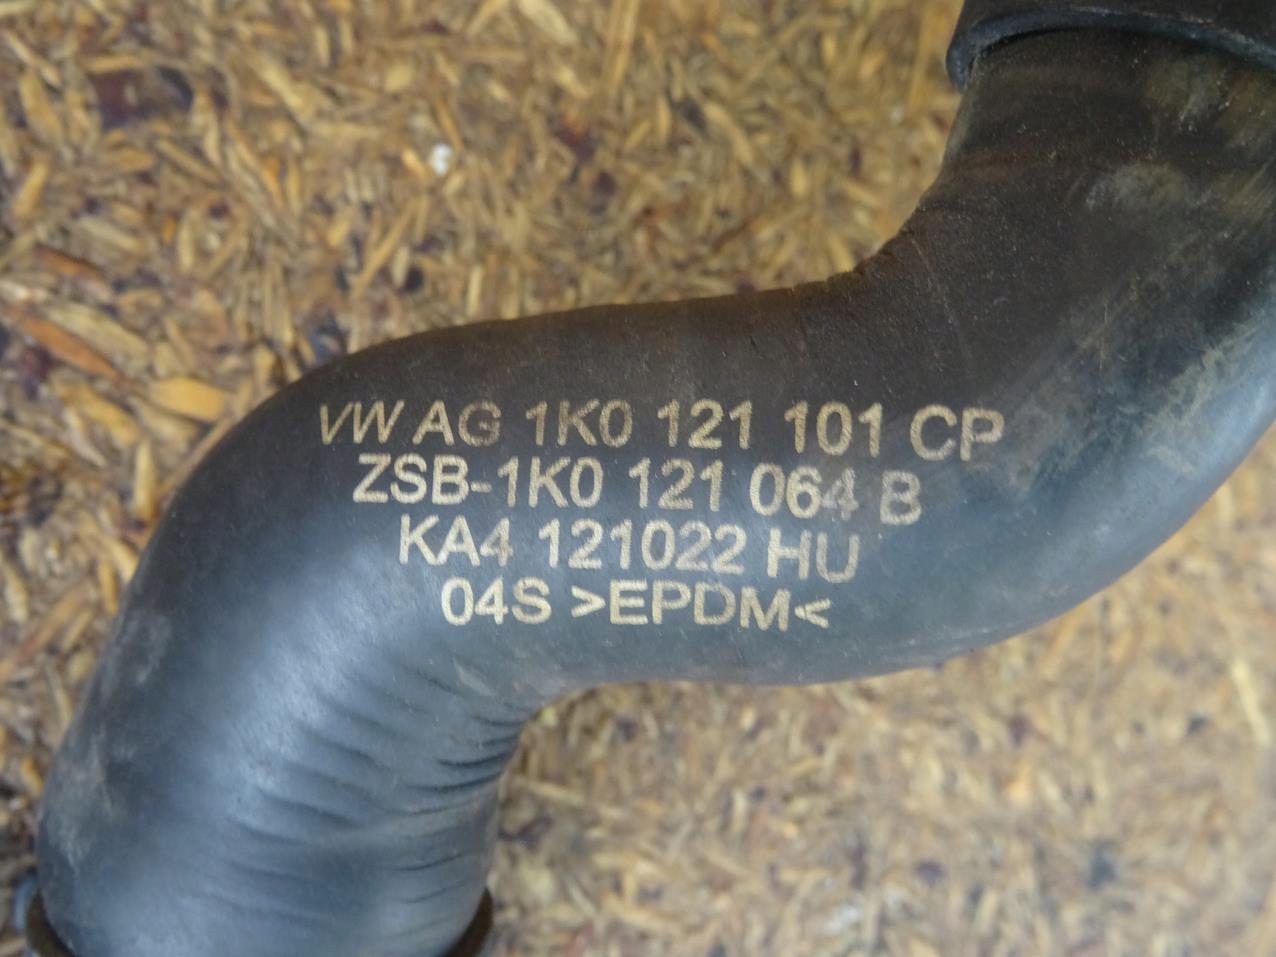 VW AG 1K0 121 101 CP
ZSB-1K0 121 064 B
KA4 121022 HU
04S >EPDM<